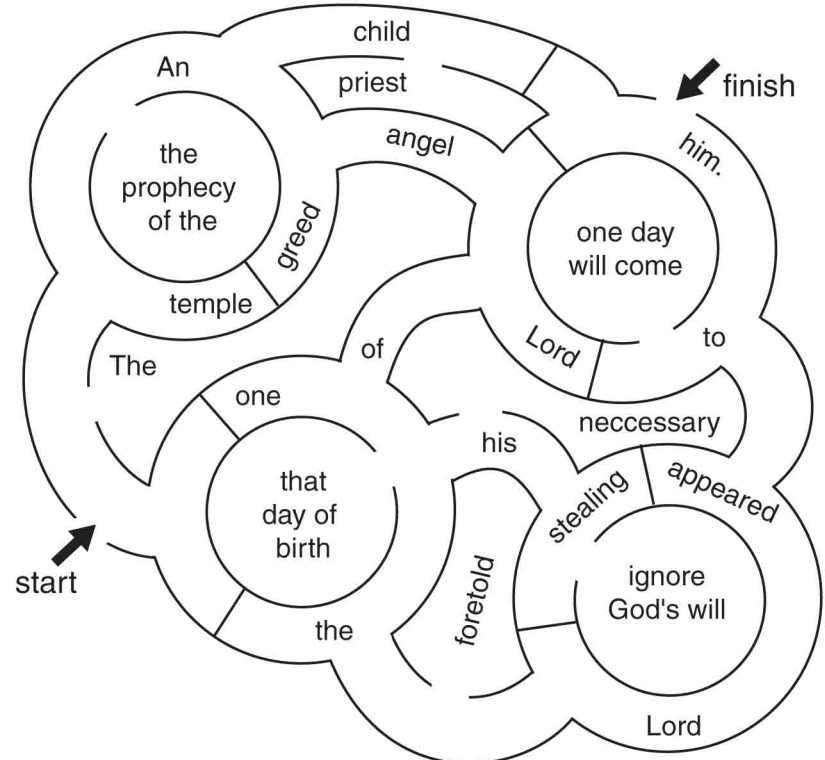 child
An
priest
finish
angel
him.
the
prophecy
of the
greed
one day
will come
temple
of
Lord
to
The
one
neccessary
his
that
day of
birth
stealing
appeared
start
ignore
God's will
foretold
the
Lord